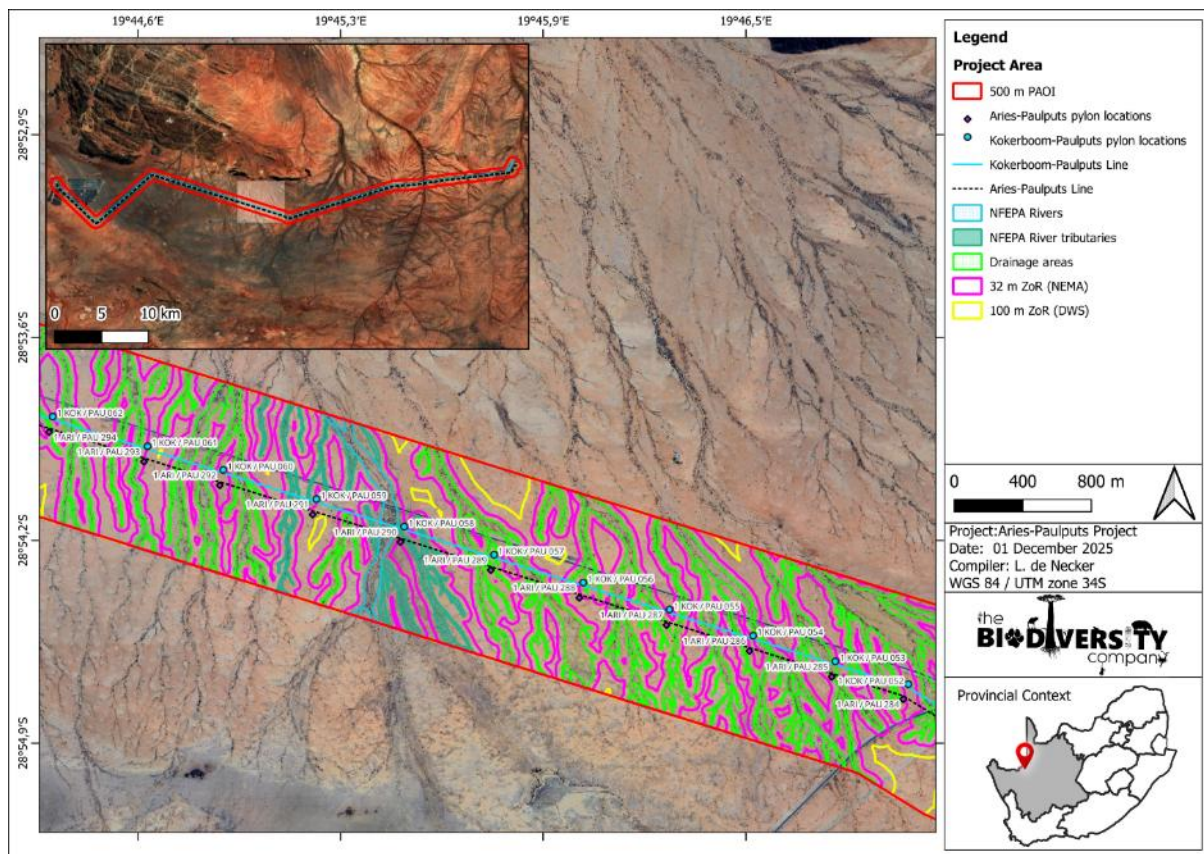 19°44,6'E
19°45,3'E
19°45,9'E
19°46,5'E
28°52,9'S
28°53,6'S
28°54,2'S
28°54,9'S
0 5 10 km
1 KOK / PAU 062
1 ARI / PAU 294
1 KOK / PAU 061
1 ARI / PAU 293
1 KOK / PAU 060
1 ARI / PAU 292
1 KOK / PAU 059
1 ARI / PAU 291
1 KOK / PAU 058
1 ARI / PAU 290
1 KOK / PAU 057
1 ARI / PAU 289
1 KOK / PAU 056
1 ARI / PAU 288
1 KOK / PAU 055
1 ARI / PAU 287
1 KOK / PAU 054
1 ARI / PAU 286
1 KOK / PAU 053
1 ARI / PAU 285
1 KOK / PAU 052
1 ARI / PAU 284
Legend
Project Area
500 m PAOI
Aries-Paulputs pylon locations
Kokerboom-Paulputs pylon locations
Kokerboom-Paulputs Line
Aries-Paulputs Line
NFEPA Rivers
NFEPA River tributaries
Drainage areas
32 m ZoR (NEMA)
100 m ZoR (DWS)
0 400 800 m
Project:Aries-Paulputs Project
Date: 01 December 2025
Compiler: L. de Necker
WGS 84 / UTM zone 34S
the
BIODIVERSITY
company
Provincial Context